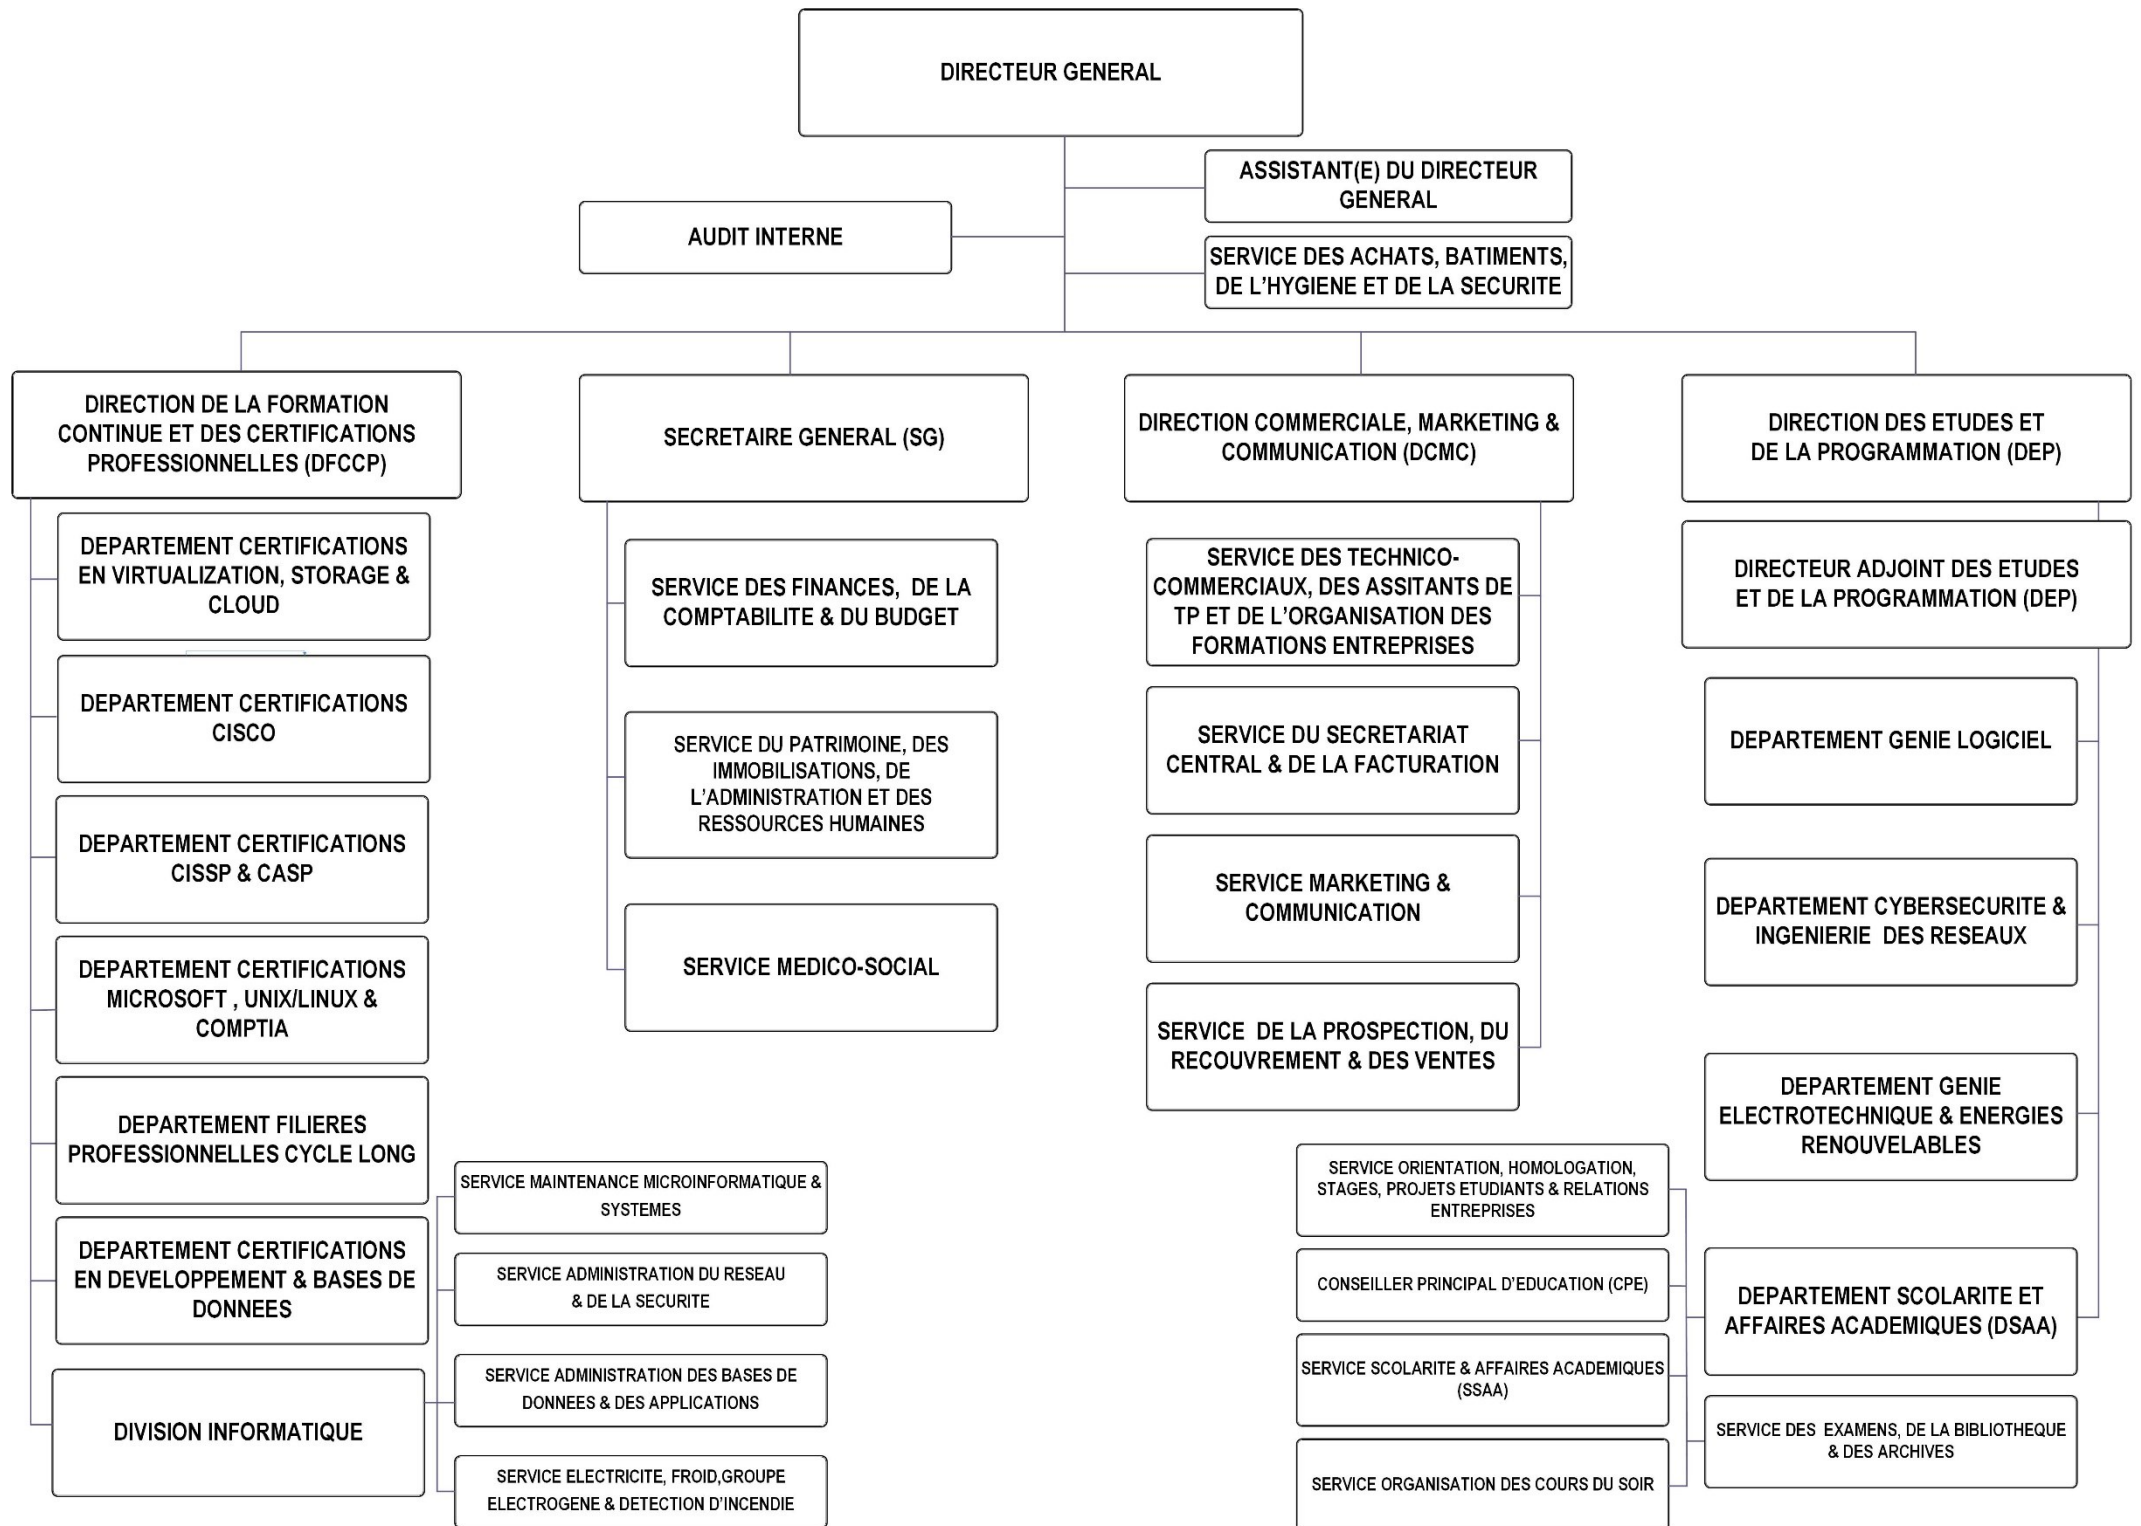 DIRECTEUR GENERAL
ASSISTANT(E) DU DIRECTEUR
GENERAL
AUDIT INTERNE
SERVICE DES ACHATS, BATIMENTS,
DE L'HYGIENE ET DE LA SECURITE
DIRECTION DE LA FORMATION
CONTINUE ET DES CERTIFICATIONS
PROFESSIONNELLES (DFCCP)
SECRETAIRE GENERAL (SG)
DIRECTION COMMERCIALE, MARKETING &
COMMUNICATION (DCMC)
DIRECTION DES ETUDES ET
DE LA PROGRAMMATION (DEP)
DEPARTEMENT CERTIFICATIONS
EN VIRTUALIZATION, STORAGE &
CLOUD
DEPARTEMENT CERTIFICATIONS
CISCO
DEPARTEMENT CERTIFICATIONS
CISSP & CASP
DEPARTEMENT CERTIFICATIONS
MICROSOFT , UNIX/LINUX &
COMPTIA
DEPARTEMENT FILIERES
PROFESSIONNELLES CYCLE LONG
DEPARTEMENT CERTIFICATIONS
EN DEVELOPPEMENT & BASES DE
DONNEES
DIVISION INFORMATIQUE
SERVICE MAINTENANCE MICROINFORMATIQUE &
SYSTEMES
SERVICE ADMINISTRATION DU RESEAU
& DE LA SECURITE
SERVICE ADMINISTRATION DES BASES DE
DONNEES & DES APPLICATIONS
SERVICE ELECTRICITE, FROID,GROUPE
ELECTROGENE & DETECTION D'INCENDIE
SERVICE DES FINANCES, DE LA
COMPTABILITE & DU BUDGET
SERVICE DU PATRIMOINE, DES
IMMOBILISATIONS, DE
L'ADMINISTRATION ET DES
RESSOURCES HUMAINES
SERVICE MEDICO-SOCIAL
SERVICE DES TECHNICO-
COMMERCIAUX, DES ASSITANTS DE
TP ET DE L'ORGANISATION DES
FORMATIONS ENTREPRISES
SERVICE DU SECRETARIAT
CENTRAL & DE LA FACTURATION
SERVICE MARKETING &
COMMUNICATION
SERVICE DE LA PROSPECTION, DU
RECOUVREMENT & DES VENTES
DIRECTEUR ADJOINT DES ETUDES
ET DE LA PROGRAMMATION (DEP)
DEPARTEMENT GENIE LOGICIEL
DEPARTEMENT CYBERSECURITE &
INGENIERIE DES RESEAUX
DEPARTEMENT GENIE
ELECTROTECHNIQUE & ENERGIES
RENOUVELABLES
DEPARTEMENT SCOLARITE ET
AFFAIRES ACADEMIQUES (DSAA)
SERVICE ORIENTATION, HOMOLOGATION,
STAGES, PROJETS ETUDIANTS & RELATIONS
ENTREPRISES
CONSEILLER PRINCIPAL D'EDUCATION (CPE)
SERVICE SCOLARITE & AFFAIRES ACADEMIQUES
(SSAA)
SERVICE ORGANISATION DES COURS DU SOIR
SERVICE DES EXAMENS, DE LA BIBLIOTHEQUE
& DES ARCHIVES